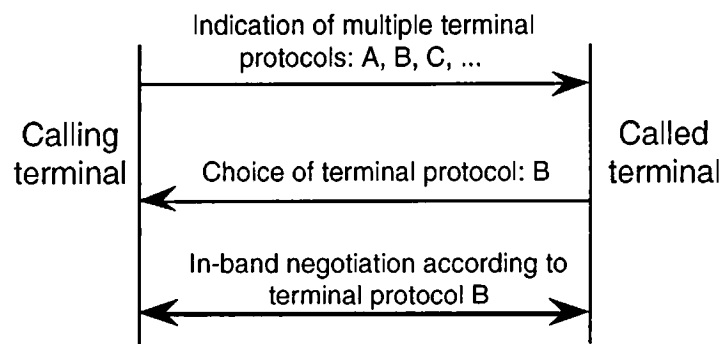 Indication of multiple terminal
protocols: A, B, C, ...
Calling
terminal
Called
terminal
Choice of terminal protocol: B
In-band negotiation according to
terminal protocol B